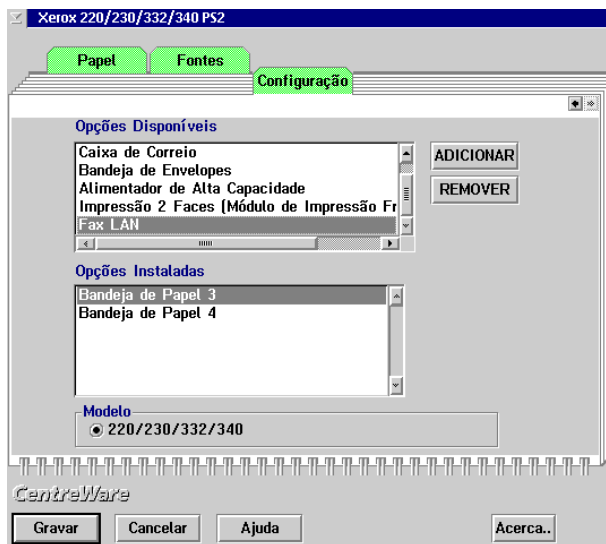 Xerox 220/230/332/340 PS2
Papel
Fontes
Configuração
Opções Disponíveis
Caixa de Correio
Bandeja de Envelopes
Alimentador de Alta Capacidade
Impressão 2 Faces (Módulo de Impressão Fr
Fax LAN
ADICIONAR
REMOVER
Opções Instaladas
Bandeja de Papel 3
Bandeja de Papel 4
Modelo
220/230/332/340
CentreWare
Gravar
Cancelar
Ajuda
Acerca..